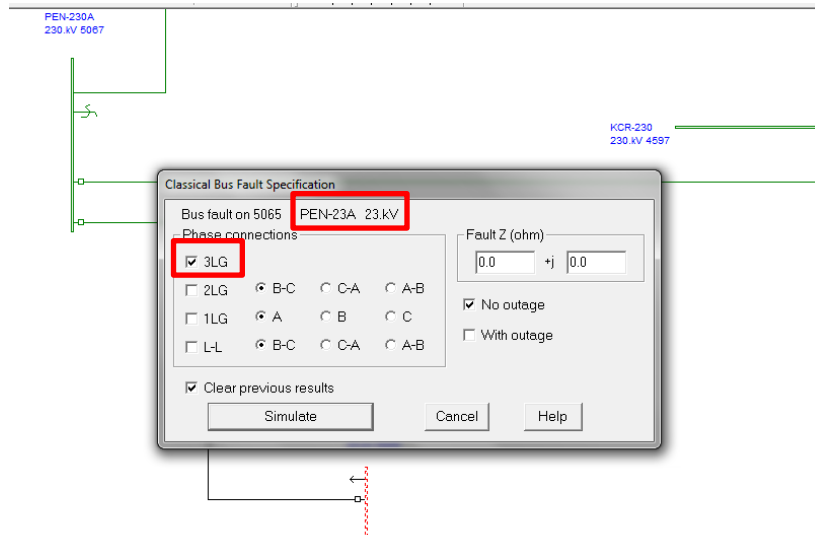 PEN-230A
230.kV 5067
KCR-230
230.kV 4597
Classical Bus Fault Specification
Bus fault on 5065 PEN-23A 23.kV
Phase connections
3LG
2LG B-C C-A A-B
1LG A B C
L-L B-C C-A A-B
Fault Z (ohm)
0.0 +j 0.0
No outage
With outage
Clear previous results
Simulate Cancel Help